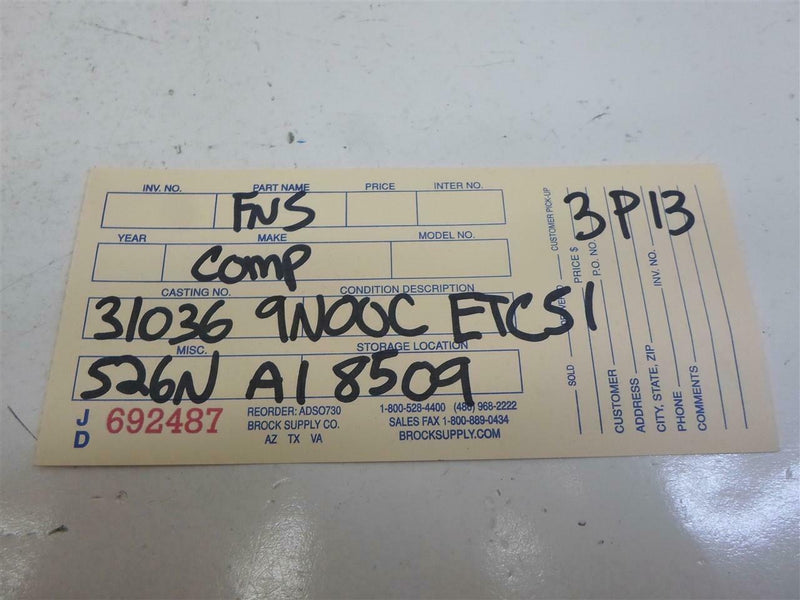 INV. NO. PART NAME PRICE INTER NO.
FNS
YEAR MAKE MODEL NO.
COMP
CASTING NO. CONDITION DESCRIPTION
31036 9N00C ETC51
MISC. STORAGE LOCATION
526N A1 8509
JD 692487
REORDER: ADSO730
BROCK SUPPLY CO.
AZ TX VA
1-800-528-4400 (480) 968-2222
SALES FAX 1-800-889-0434
BROCKSUPPLY.COM
CUSTOMER PICK-UP
3P13
SOLD
PRICE $
P.O. NO.
INV. NO.
CUSTOMER
ADDRESS
CITY, STATE, ZIP
PHONE
COMMENTS